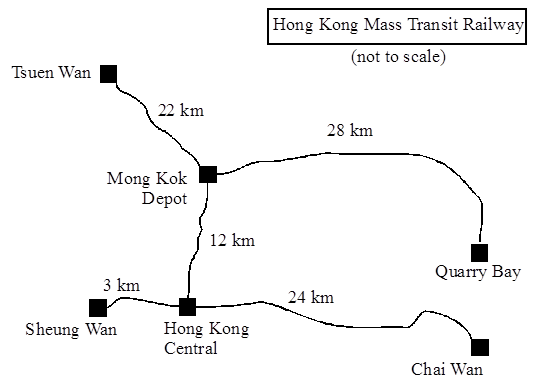 Hong Kong Mass Transit Railway
(not to scale)
Tsuen Wan
22 km
28 km
Mong Kok
Depot
12 km
Quarry Bay
3 km
24 km
Sheung Wan
Hong Kong
Central
Chai Wan